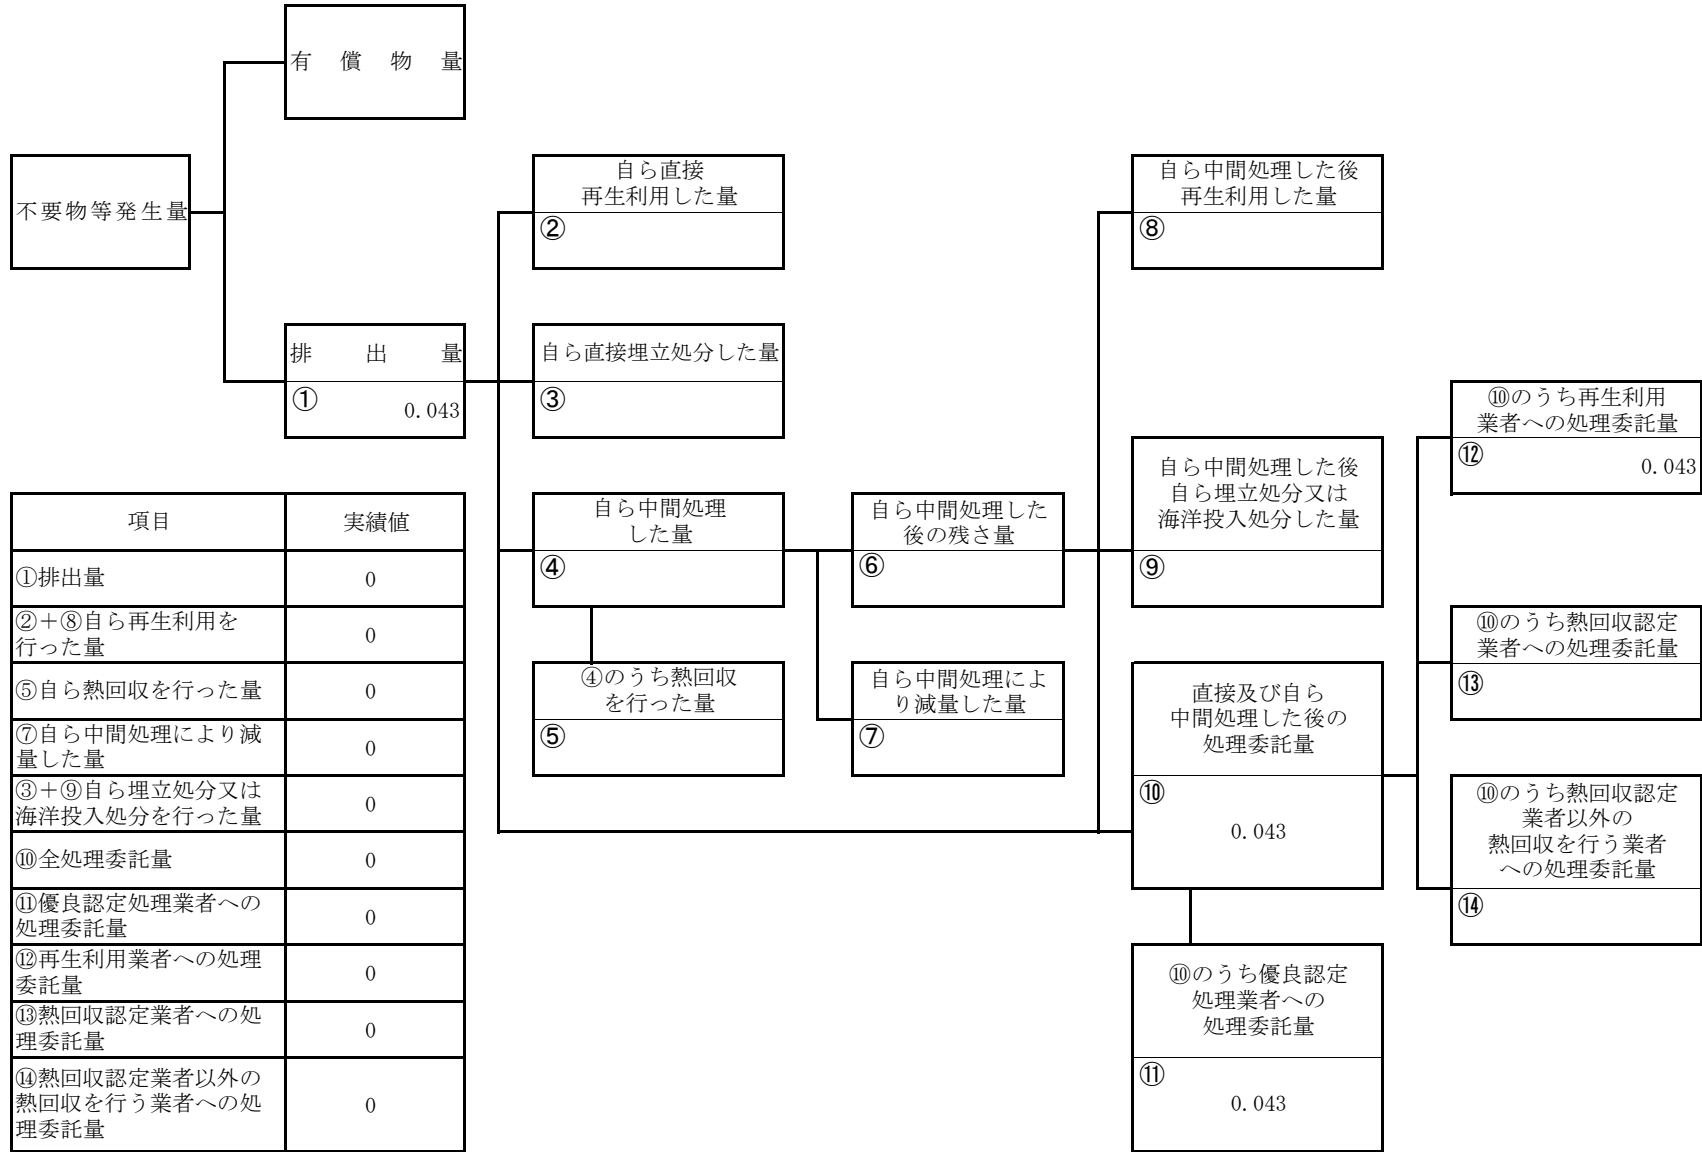 有償物量
不要物等発生量
自ら直接
再生利用した量
②
自ら中間処理した後
再生利用した量
⑧
排出量
①
0.043
自ら直接埋立処分した量
③
⑩のうち再生利用
業者への処理委託量
⑫
0.043
自ら中間処理
した量
④
自ら中間処理した
後の残さ量
⑥
自ら中間処理した後
自ら埋立処分又は
海洋投入処分した量
⑨
⑩のうち熱回収認定
業者への処理委託量
⑬
④のうち熱回収
を行った量
⑤
自ら中間処理によ
り減量した量
⑦
直接及び自ら
中間処理した後の
処理委託量
⑩
0.043
⑩のうち熱回収認定
業者以外の
熱回収を行う業者
への処理委託量
⑭
⑩のうち優良認定
処理業者への
処理委託量
⑪
0.043
項目 実績値
①排出量 0
②+⑧自ら再生利用を
行った量 0
⑤自ら熱回収を行った量 0
⑦自ら中間処理により減
量した量 0
③+⑨自ら埋立処分又は
海洋投入処分を行った量 0
⑩全処理委託量 0
⑪優良認定処理業者への
処理委託量 0
⑫再生利用業者への処理
委託量 0
⑬熱回収認定業者への処
理委託量 0
⑭熱回収認定業者以外の
熱回収を行う業者への処
理委託量 0